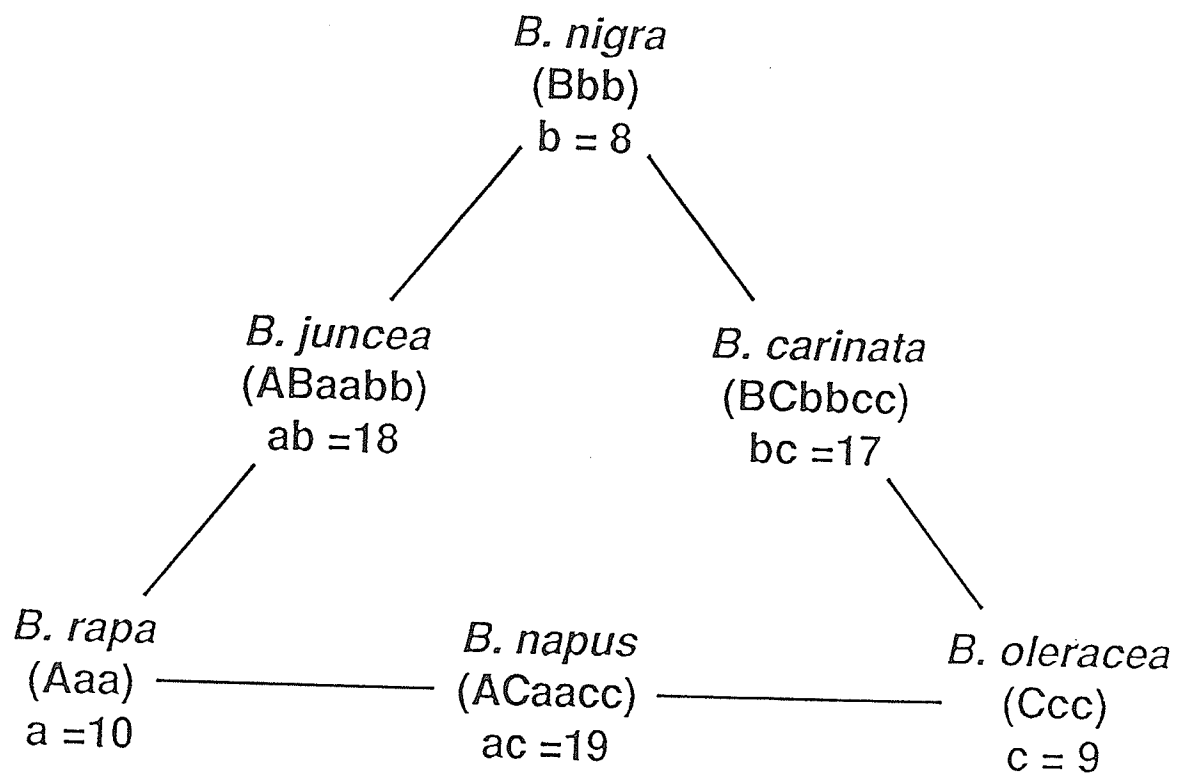 B. nigra
(Bbb)
b = 8
B. juncea
(ABaabb)
ab =18
B. carinata
(BCbbcc)
bc =17
B. rapa
(Aaa)
a =10
B. napus
(ACaacc)
ac =19
B. oleracea
(Ccc)
c = 9